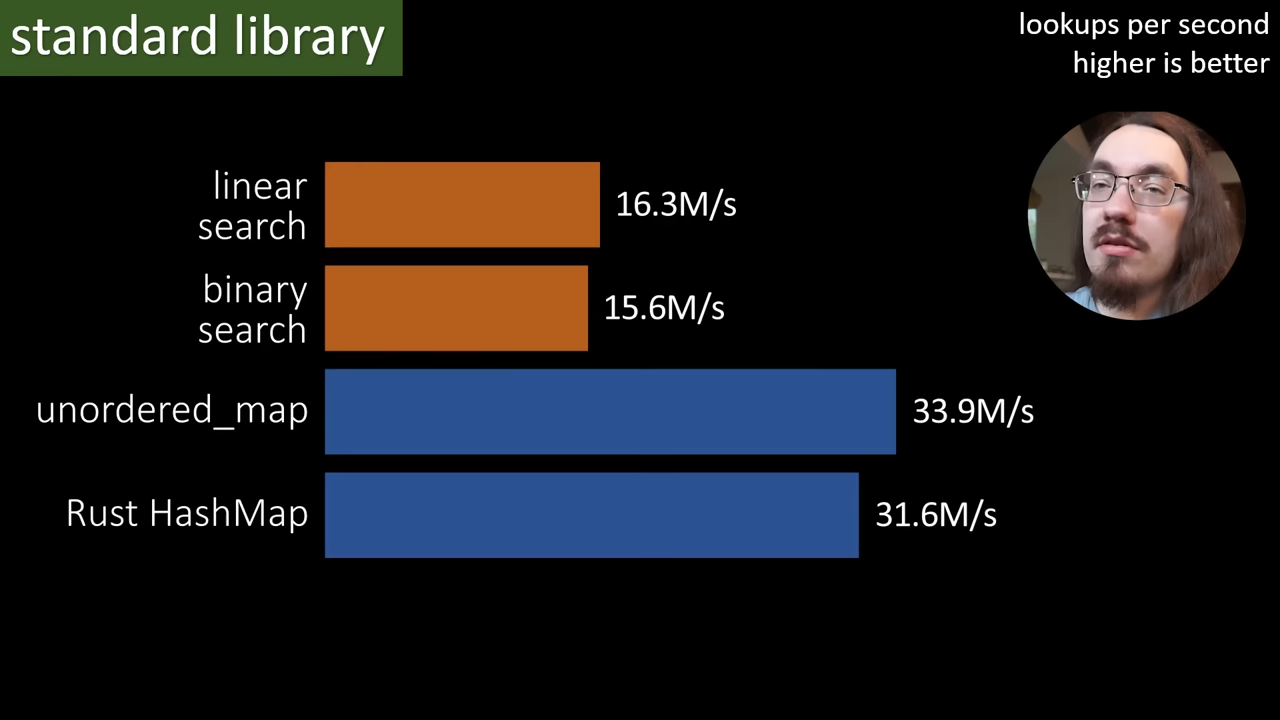 standard library
lookups per second
higher is better
linear
search
16.3M/s
binary
search
15.6M/s
unordered_map
33.9M/s
Rust HashMap
31.6M/s